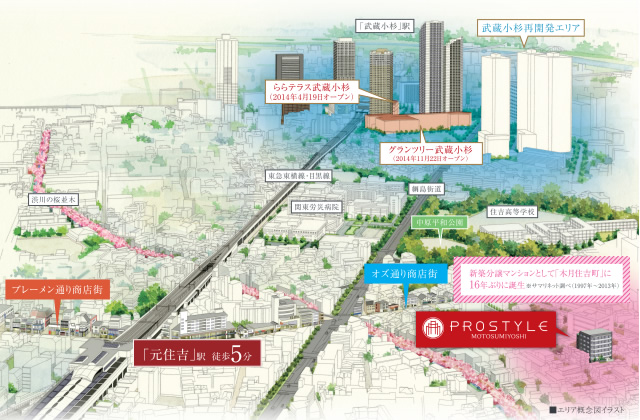 「武蔵小杉」駅
武蔵小杉再開発エリア
ららテラス武蔵小杉
(2014年4月19日オープン)
グランツリー武蔵小杉
(2014年11月22日オープン)
東急東横線・目黒線
綱島街道
渋川の桜並木
関東労災病院
住吉高等学校
中原平和公園
ブレーメン通り商店街
オズ通り商店街
新築分譲マンションとして「木月住吉町」に
16年ぶりに誕生 ※サマリネット調べ(1997年〜2013年)
PROSTYLE
MOTOSUMIYOSHI
「元住吉」駅 徒歩5分
■エリア概念図イラスト